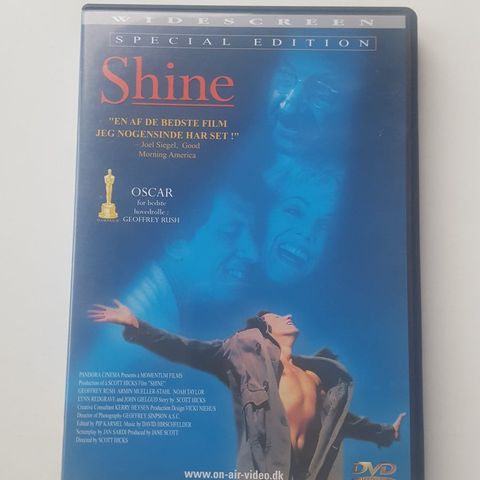 WIDESCREEN
SPECIAL EDITION
Shine
"EN AF DE BEDSTE FILM
JEG NOGENSINDE HAR SET !"
– Joel Siegel, Good
Morning America
OSCAR
for bedste
hovedrolle :
GEOFFREY RUSH
PANDORA CINEMA Presents a MOMENTUM FILMS
Production of a SCOTT HICKS Film "SHINE"
GEOFFREY RUSH ARMIN MUELLER-STAHL NOAH TAYLOR
LYNN REDGRAVE and JOHN GIELGUD Story by SCOTT HICKS
Creative Consultant KERRY HEYSEN Production Design VICKI NIEHUS
Director of Photography GEOFFREY SIMPSON A.S.C.
Edited by PIP KARMEL Music by DAVID HIRSCHFELDER
Screenplay by JAN SARDI Produced by JANE SCOTT
Directed by SCOTT HICKS
www.on-air-video.dk
DVD